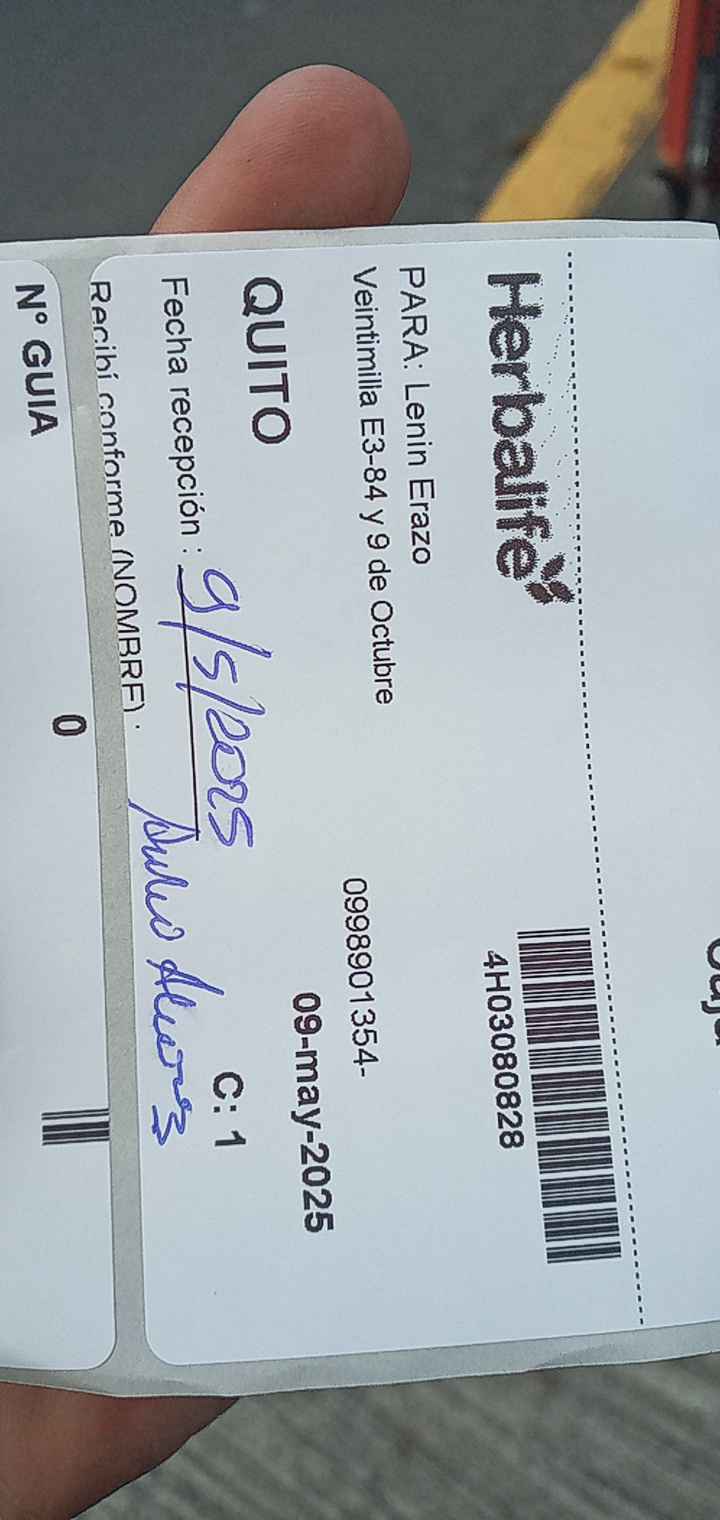 Herbalife
4H03080828
PARA: Lenin Erazo
Veintimilla E3-84 y 9 de Octubre
0998901354-
09-may-2025
QUITO
C: 1
Fecha recepción : 9/5/2025
Recibí conforme (NOMBRE) :
N° GUIA
0